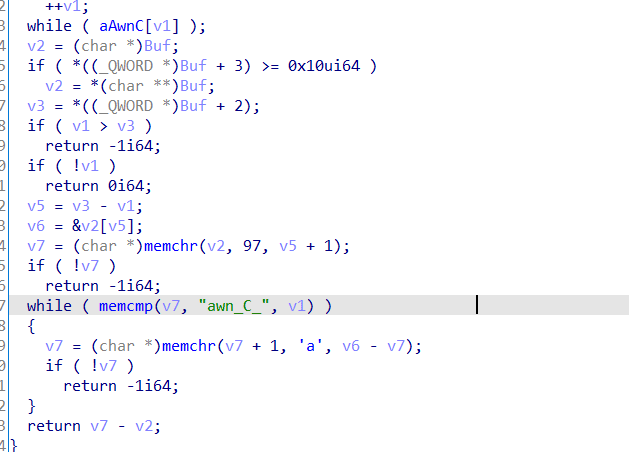 2 ++v1;
3 while ( aAwnC[v1] );
4 v2 = (char *)Buf;
5 if ( *((_QWORD *)Buf + 3) >= 0x10ui64 )
6 v2 = *(char **)Buf;
7 v3 = *((_QWORD *)Buf + 2);
8 if ( v1 > v3 )
9 return -1i64;
0 if ( !v1 )
1 return 0i64;
2 v5 = v3 - v1;
3 v6 = &v2[v5];
4 v7 = (char *)memchr(v2, 97, v5 + 1);
5 if ( !v7 )
6 return -1i64;
7 while ( memcmp(v7, "awn_C_", v1) )
8 {
9 v7 = (char *)memchr(v7 + 1, 'a', v6 - v7);
0 if ( !v7 )
1 return -1i64;
2 }
3 return v7 - v2;
4 }